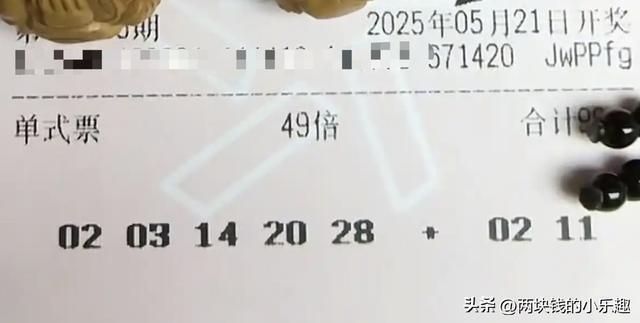 期 2025年05月21日开奖
571420 JwPPfg
单式票 49倍 合计
02 03 14 20 28 + 02 11
头条 @两块钱的小乐趣